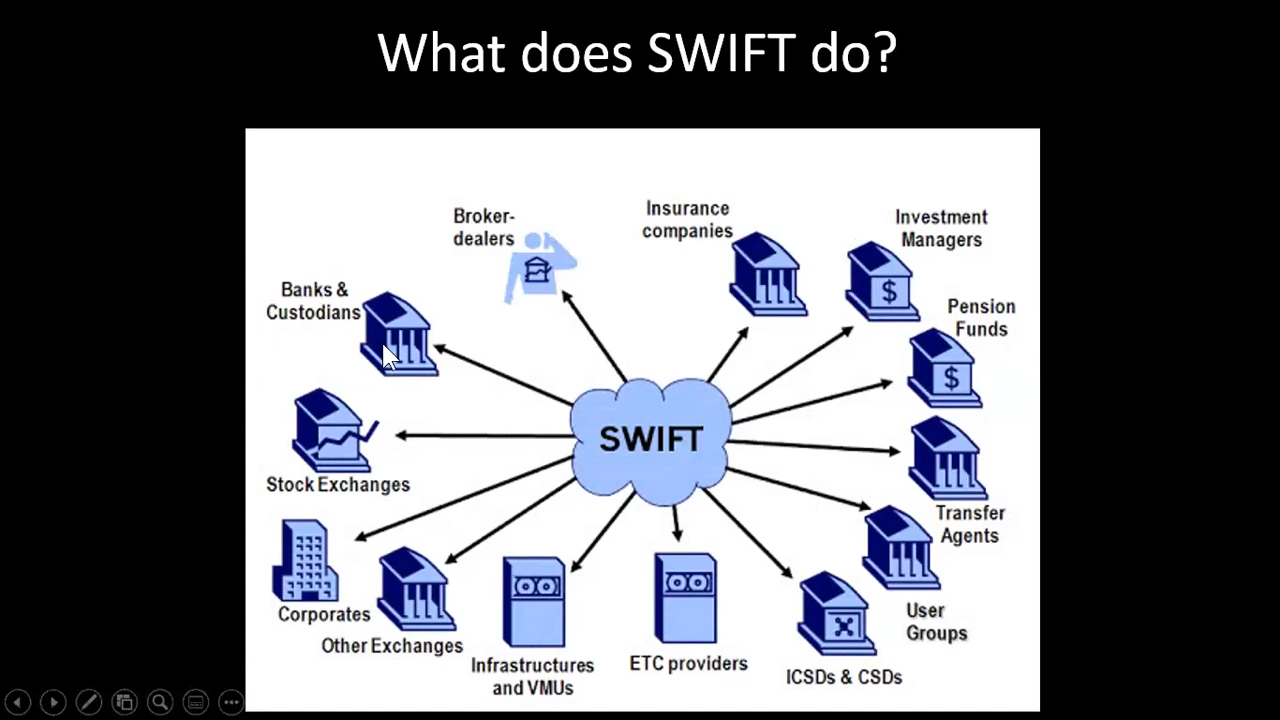 What does SWIFT do?
Broker-
dealers
Insurance
companies
Investment
Managers
Banks &
Custodians
Pension
Funds
SWIFT
Stock Exchanges
Transfer
Agents
Corporates
Other Exchanges
User
Groups
Infrastructures
and VMUs
ETC providers
ICSDs & CSDs
$
$